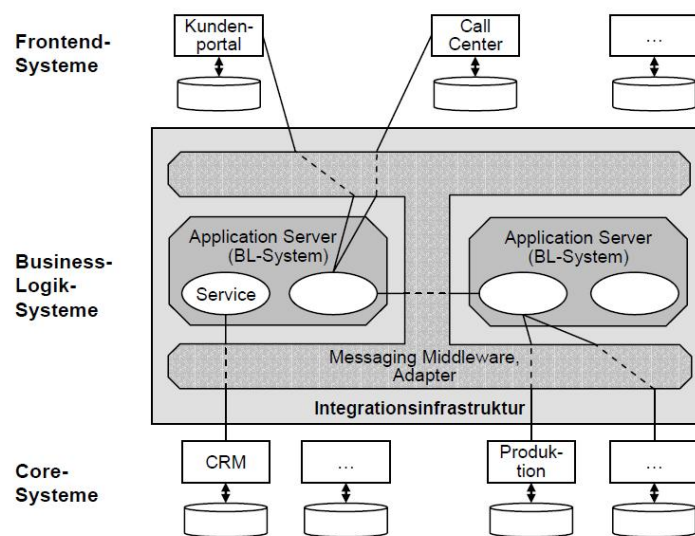 Frontend-
Systeme
Kunden-
portal
Call
Center
...
Business-
Logik-
Systeme
Application Server
(BL-System)
Service
Application Server
(BL-System)
Messaging Middleware,
Adapter
Integrationsinfrastruktur
Core-
Systeme
CRM
...
Produk-
tion
...